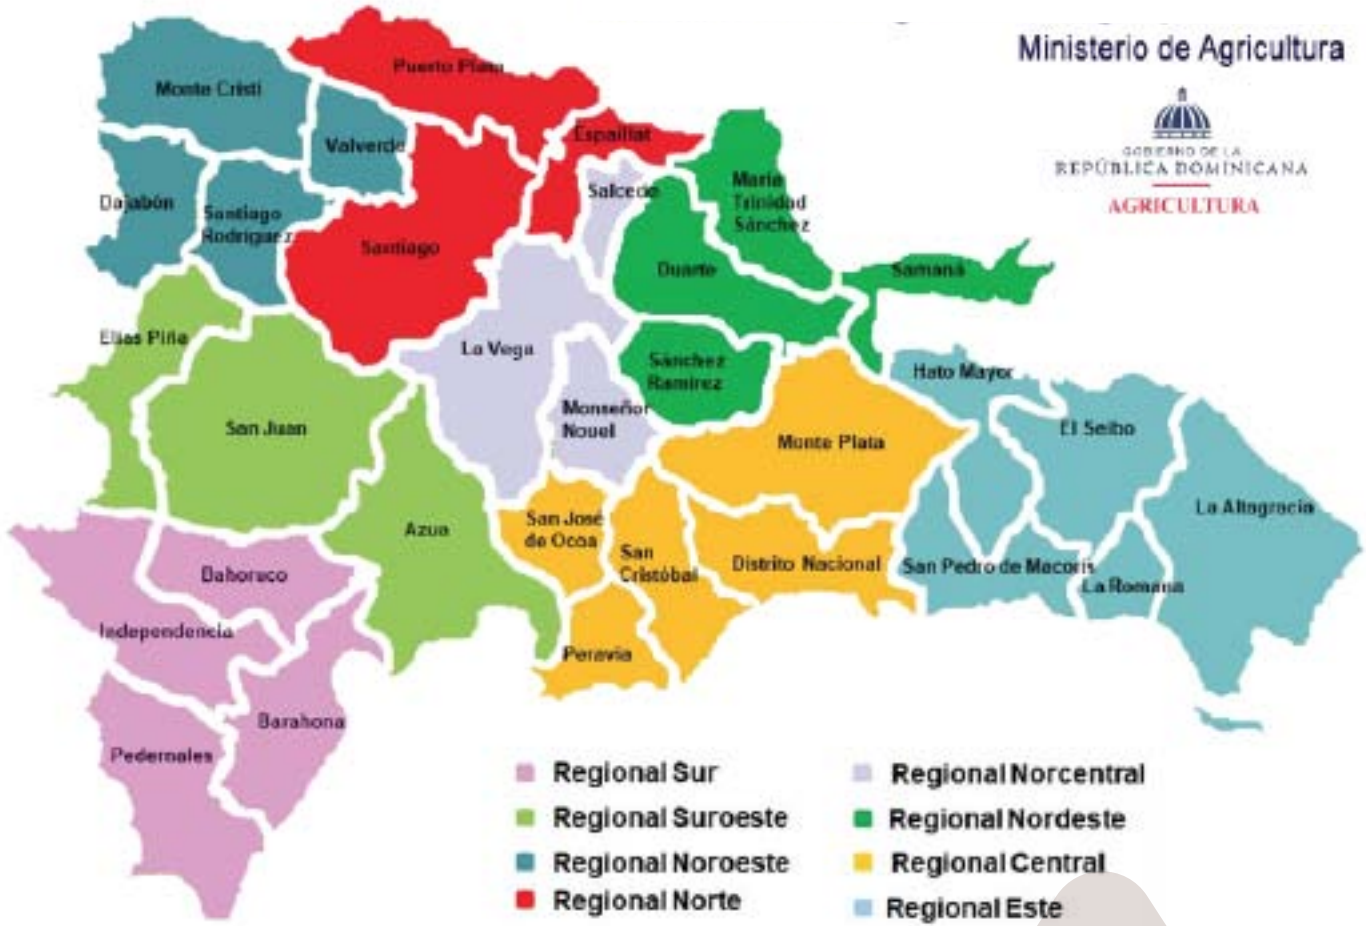 Ministerio de Agricultura
GOBIERNO DE LA
REPÚBLICA DOMINICANA
AGRICULTURA
Puerto Plata
Monte Cristi
Valverde
Espaillat
Dajabón
Santiago
Rodríguez
Santiago
Salcedo
María
Trinidad
Sánchez
Duarte
Samaná
Elías Piña
La Vega
Sánchez
Ramírez
Hato Mayor
San Juan
Monseñor
Nouel
Monte Plata
El Seibo
Azua
San José
de Ocoa
San
Cristóbal
Distrito Nacional
San Pedro de Macorís
La Romana
La Altagracia
Bahoruco
Independencia
Peravia
Barahona
Pedernales
Regional Sur
Regional Suroeste
Regional Noroeste
Regional Norte
Regional Norcentral
Regional Nordeste
Regional Central
Regional Este